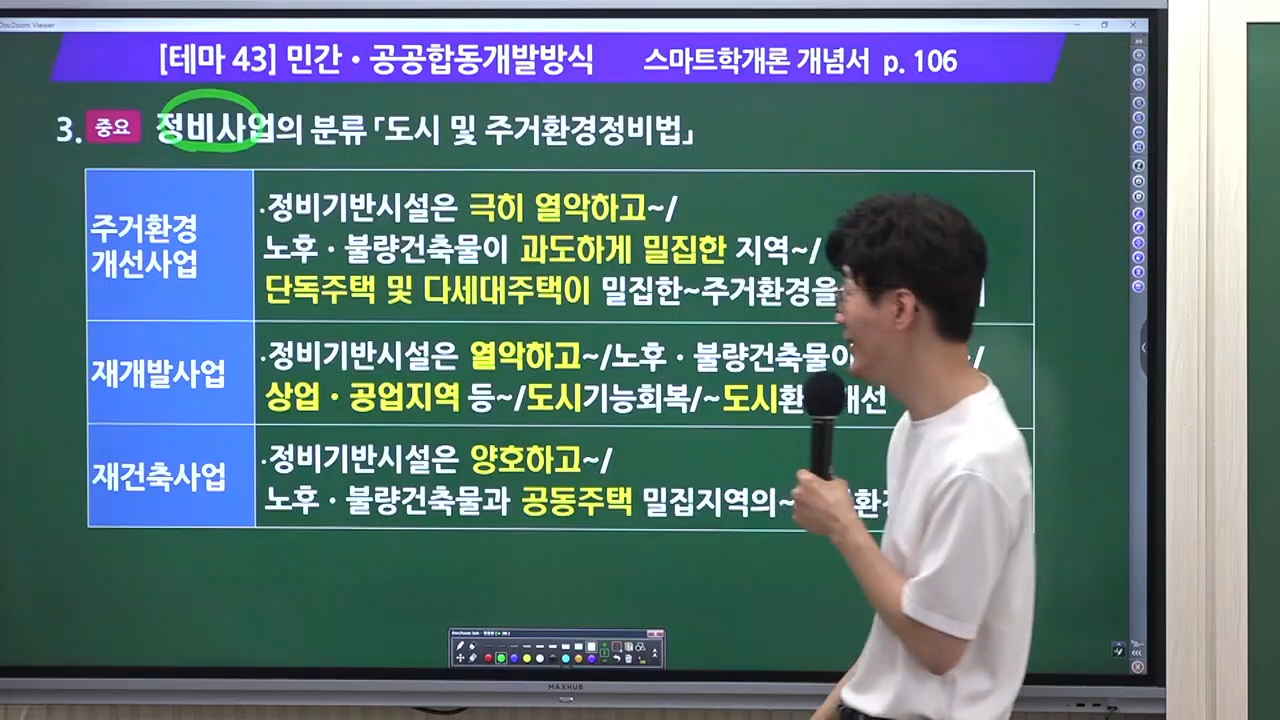 DocZoom Viewer
[테마 43] 민간·공공합동개발방식 스마트학개론 개념서 p. 106
3. 중요 정비사업의 분류 「도시 및 주거환경정비법」
주거환경
개선사업
·정비기반시설은 극히 열악하고~/
노후·불량건축물이 과도하게 밀집한 지역~/
단독주택 및 다세대주택이 밀집한~주거환경을
재개발사업
·정비기반시설은 열악하고~/노후·불량건축물이
상업·공업지역 등~/도시기능회복/~도시환경개선
재건축사업
·정비기반시설은 양호하고~/
노후·불량건축물과 공동주택 밀집지역의~
MAXHUB